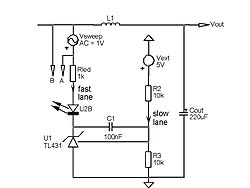 L1
Vout
Vsweep
AC = 1V
B
A
Vext
5V
Rled
1k
fast
lane
R2
10k
U2B
slow
lane
Cout
220uF
C1
100nF
U1
TL431
R3
10k